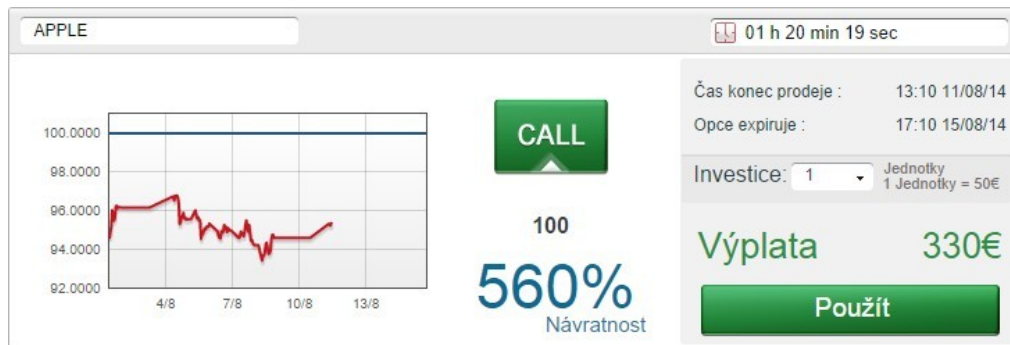 APPLE
01 h 20 min 19 sec
100.0000
98.0000
96.0000
94.0000
92.0000
4/8 7/8 10/8 13/8
CALL
100
560%
Návratnost
Čas konec prodeje : 13:10 11/08/14
Opce expiruje : 17:10 15/08/14
Investice: 1 Jednotky
1 Jednotky = 50€
Výplata 330€
Použít